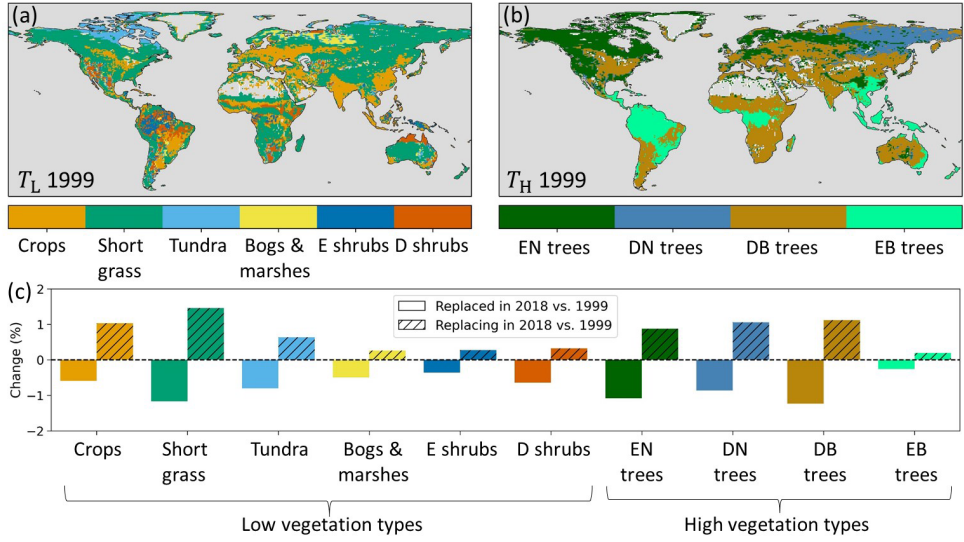 (a)
T_L 1999
Crops Short grass Tundra Bogs & marshes E shrubs D shrubs
(b)
T_H 1999
EN trees DN trees DB trees EB trees
(c)
Replaced in 2018 vs. 1999
Replacing in 2018 vs. 1999
Change (%)
2
1
0
−1
−2
Crops Short grass Tundra Bogs & marshes E shrubs D shrubs EN trees DN trees DB trees EB trees
Low vegetation types High vegetation types